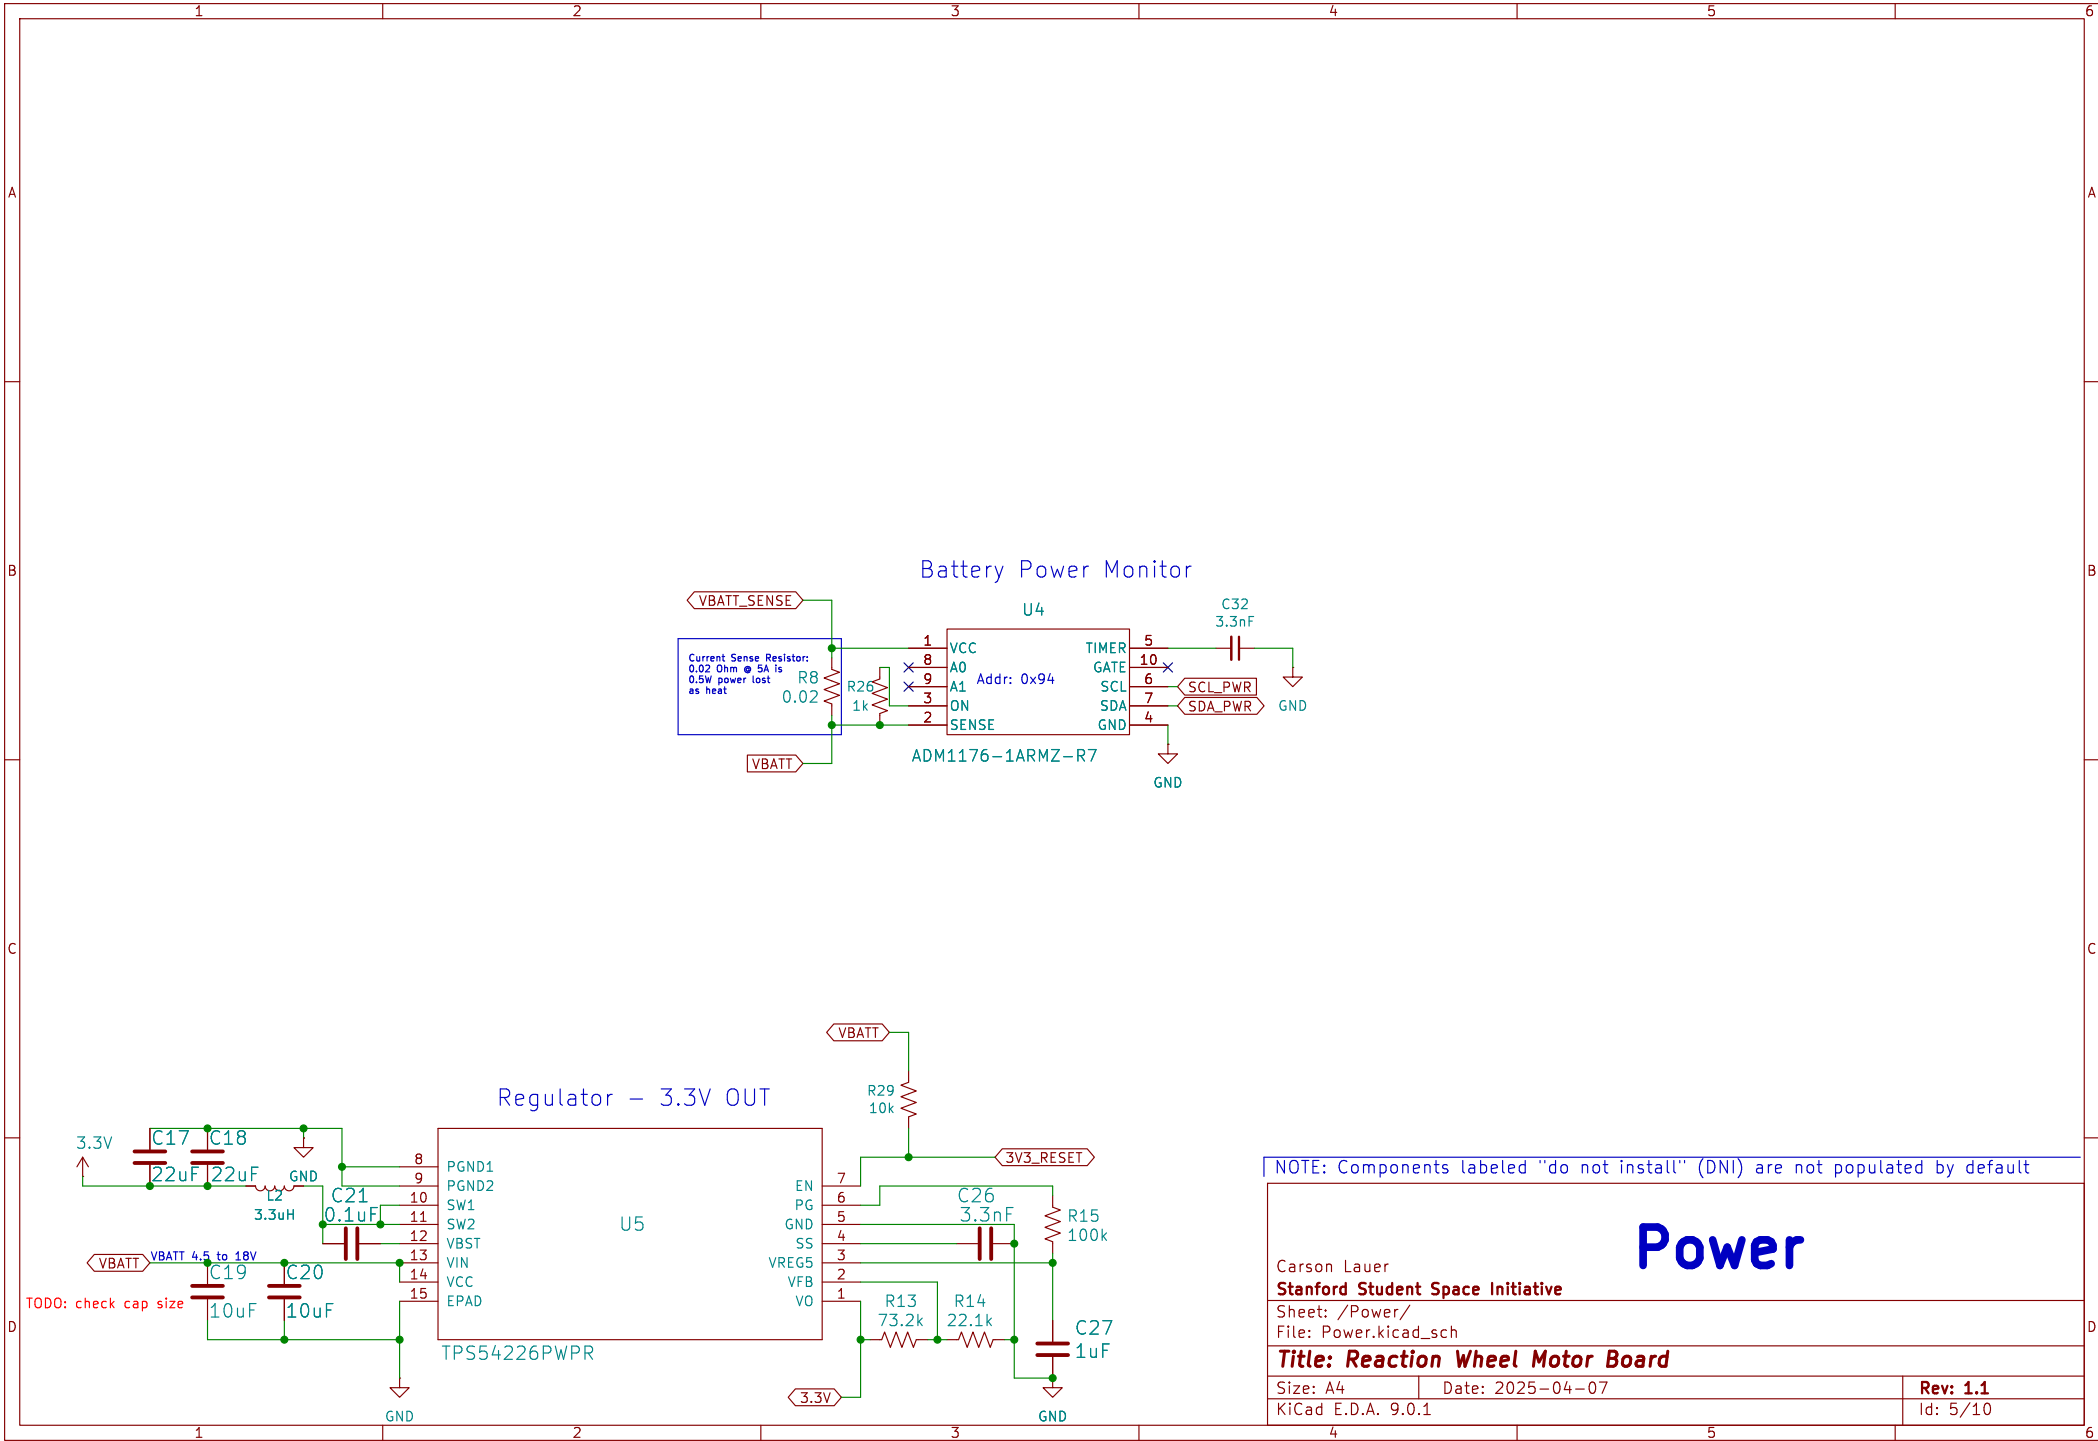 1 2 3 4 5 6
A A
B B
C C
D D
Battery Power Monitor
VBATT_SENSE
U4
C32
3.3nF
Current Sense Resistor:
0.02 Ohm @ 5A is
0.5W power lost
as heat
R8
0.02
R26
1k
1 VCC
8 A0
9 A1
3 ON
2 SENSE
Addr: 0x94
TIMER 5
GATE 10
SCL 6
SDA 7
GND 4
SCL_PWR
SDA_PWR
GND
VBATT
ADM1176-1ARMZ-R7
GND
VBATT
R29
10k
3V3_RESET
Regulator - 3.3V OUT
3.3V
C17
22uF
C18
22uF
GND
L2
3.3uH
C21
0.1uF
VBATT
VBATT 4.5 to 18V
C19
10uF
C20
10uF
TODO: check cap size
8 PGND1
9 PGND2
10 SW1
11 SW2
12 VBST
13 VIN
14 VCC
15 EPAD
U5
EN 7
PG 6
GND 5
SS 4
VREG5 3
VFB 2
VO 1
TPS54226PWPR
GND
C26
3.3nF
R15
100k
R13
73.2k
R14
22.1k
C27
1uF
3.3V
GND
NOTE: Components labeled "do not install" (DNI) are not populated by default
Power
Carson Lauer
Stanford Student Space Initiative
Sheet: /Power/
File: Power.kicad_sch
Title: Reaction Wheel Motor Board
Size: A4 Date: 2025-04-07 Rev: 1.1
KiCad E.D.A. 9.0.1 Id: 5/10
1 2 3 4 5 6